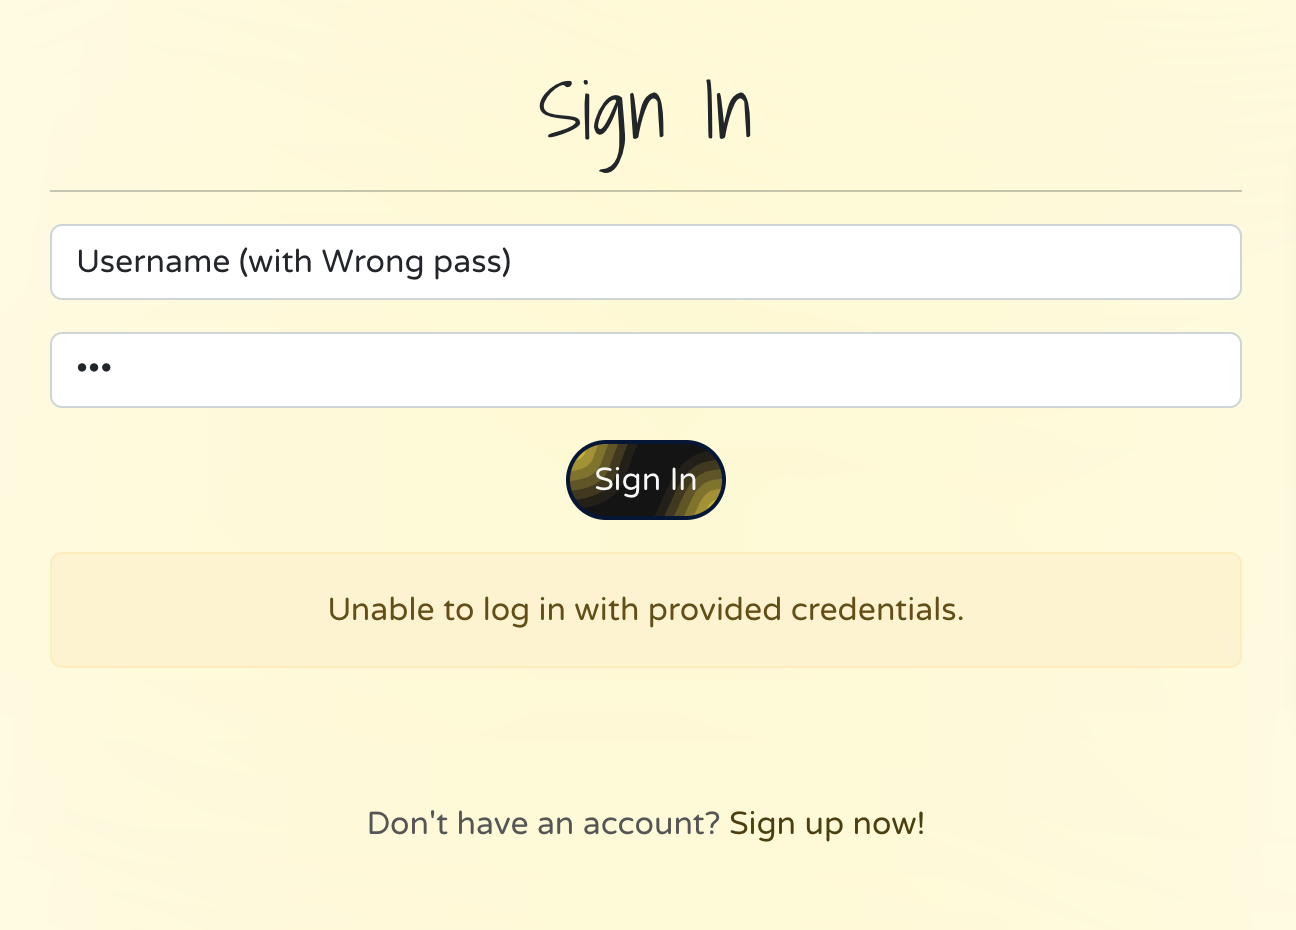 Sign In
Username (with Wrong pass)
•••
Sign In
Unable to log in with provided credentials.
Don't have an account? Sign up now!